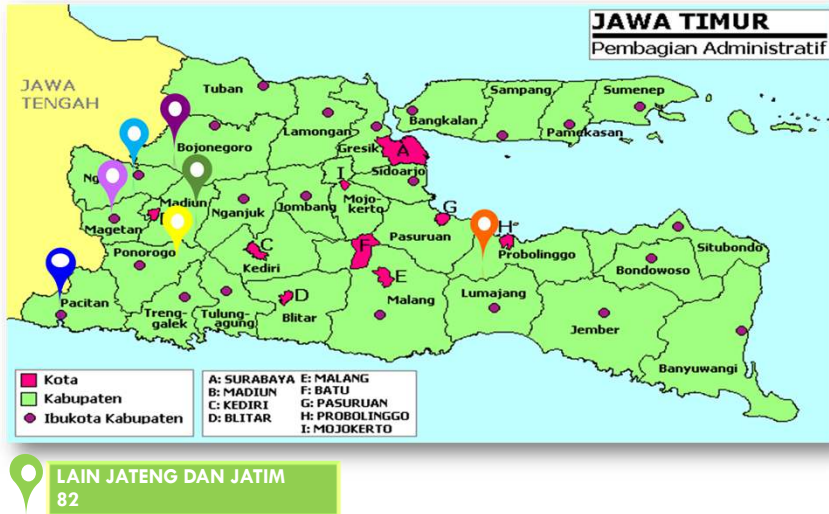 JAWA TIMUR
Pembagian Administratif
JAWA
TENGAH
Tuban
Sampang
Sumenep
Bangkalan
Pamekasan
Lamongan
Bojonegoro
Gresik
A
Sidoarjo
I
Madiun
Nganjuk
Jombang
Mojo-
kerto
G
H
Magetan
Pasuruan
Ponorogo
C
F
Probolinggo
Situbondo
Kediri
E
Bondowoso
Pacitan
D
Malang
Lumajang
Treng-
galek
Tulung-
agung
Blitar
Jember
Banyuwangi
Kota
Kabupaten
Ibukota Kabupaten
A: SURABAYA E: MALANG
B: MADIUN F: BATU
C: KEDIRI G: PASURUAN
D: BLITAR H: PROBOLINGGO
I: MOJOKERTO
LAIN JATENG DAN JATIM
82